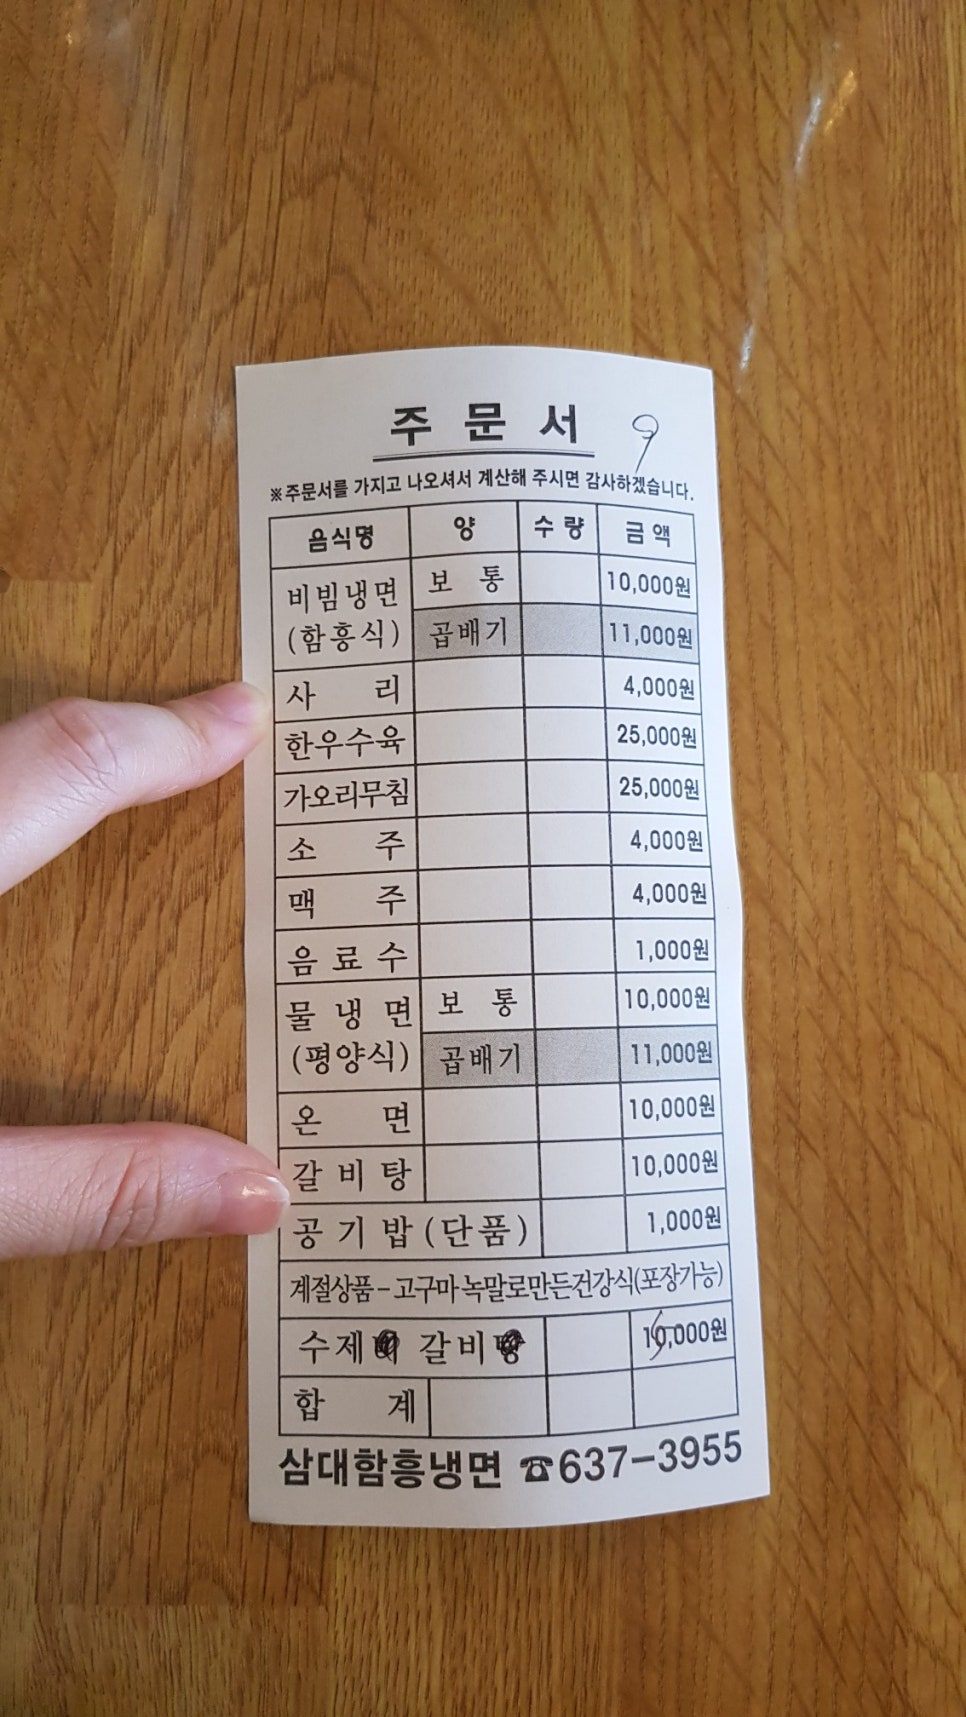 주 문 서 9
※주문서를 가지고 나오셔서 계산해 주시면 감사하겠습니다.
음식명 양 수 량 금 액
비빔냉면 (함흥식) 보 통 10,000원
곱배기 11,000원
사 리 4,000원
한우수육 25,000원
가오리무침 25,000원
소 주 4,000원
맥 주 4,000원
음 료 수 1,000원
물 냉 면 (평양식) 보 통 10,000원
곱배기 11,000원
온 면 10,000원
갈 비 탕 10,000원
공 기 밥 (단 품) 1,000원
계절상품-고구마녹말로만든건강식(포장가능)
수제 갈비 10,000원
합 계
삼대함흥냉면 ☎637-3955